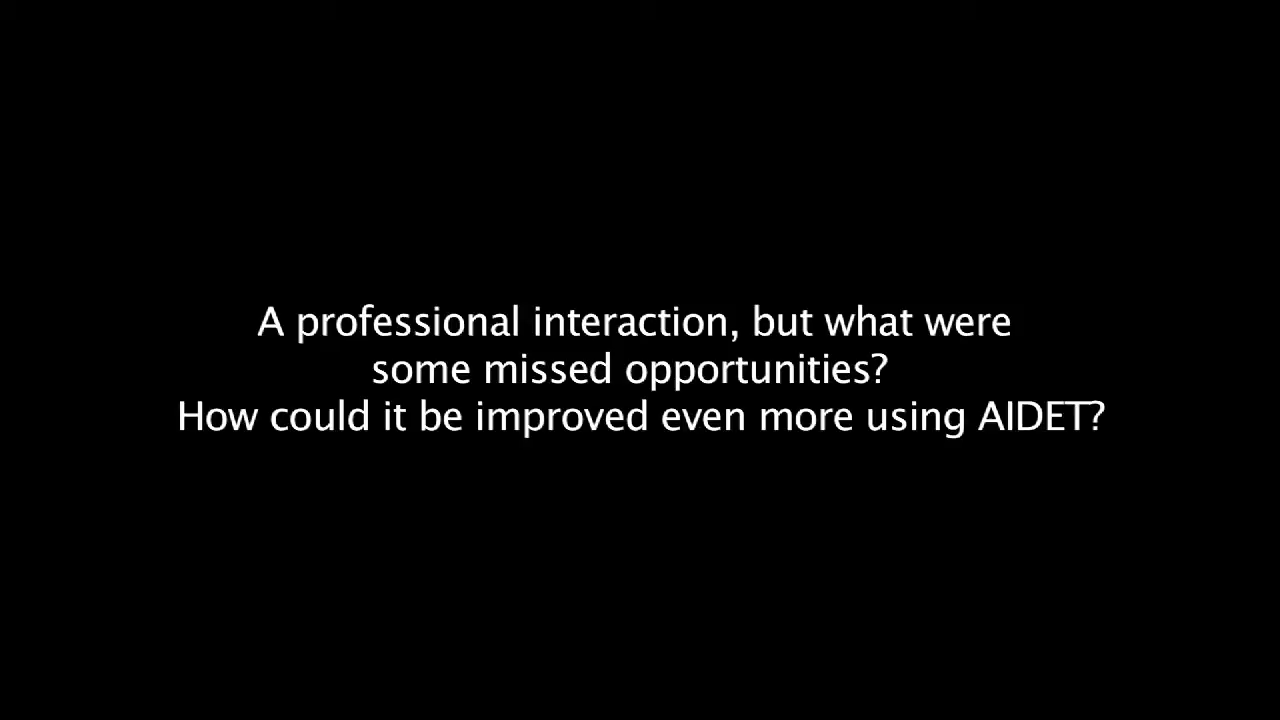 A professional interaction, but what were
some missed opportunities?
How could it be improved even more using AIDET?